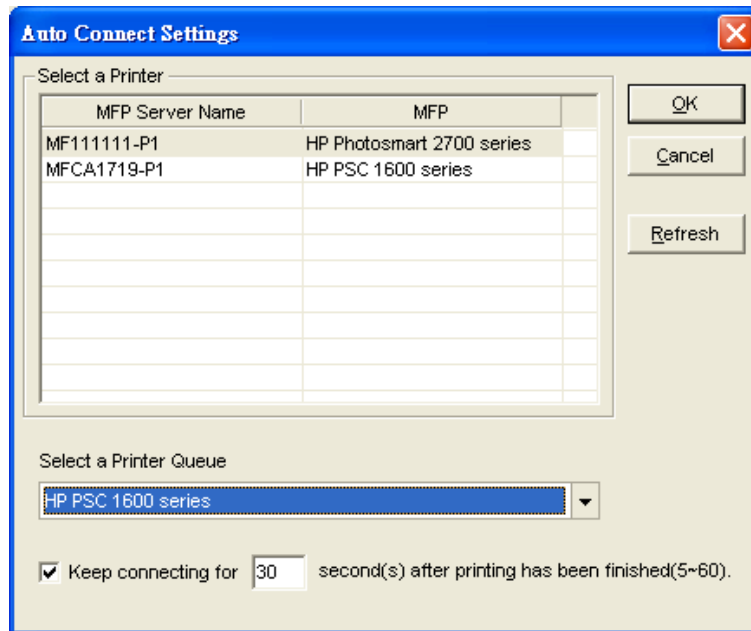 Auto Connect Settings
Select a Printer
MFP Server Name MFP
MF111111-P1 HP Photosmart 2700 series
MFCA1719-P1 HP PSC 1600 series
OK
Cancel
Refresh
Select a Printer Queue
HP PSC 1600 series
Keep connecting for 30 second(s) after printing has been finished(5~60).